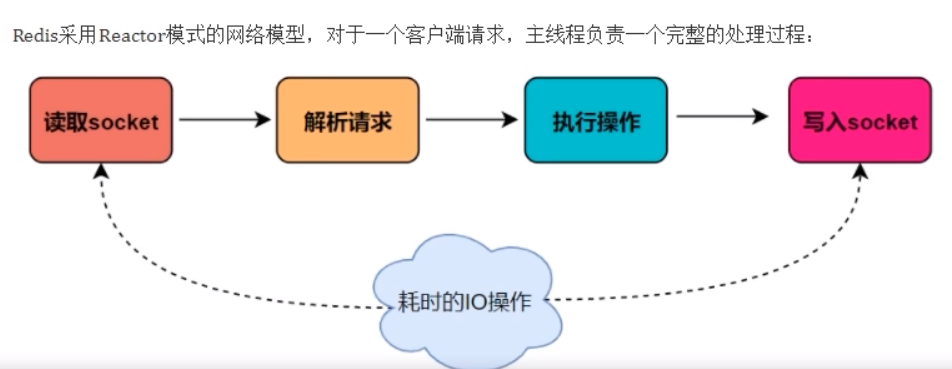 Redis采用Reactor模式的网络模型，对于一个客户端请求，主线程负责一个完整的处理过程：
读取socket
解析请求
执行操作
写入socket
耗时的IO操作